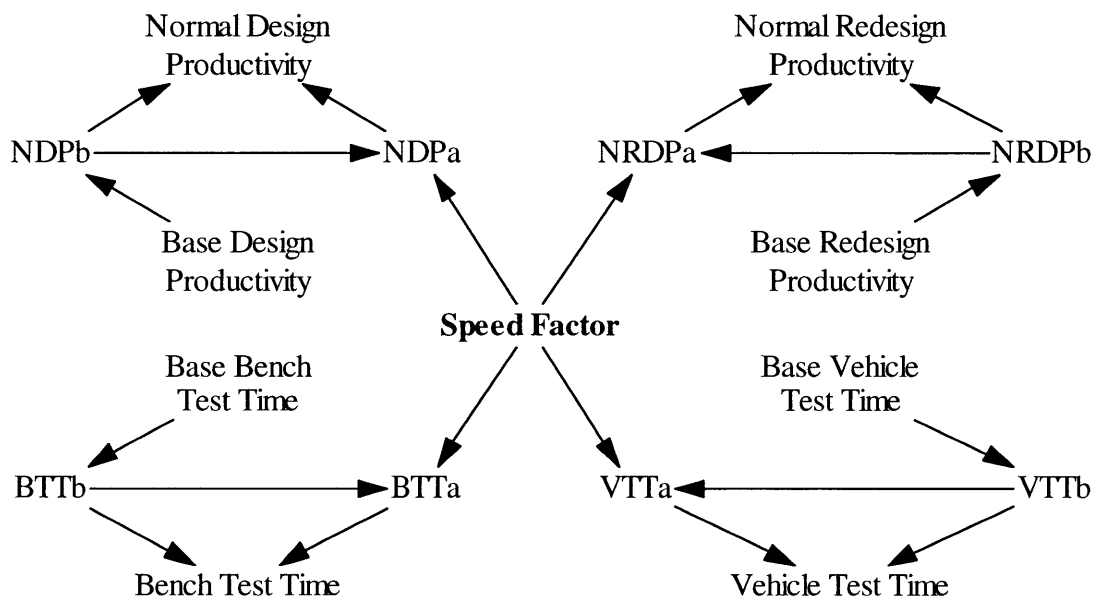 Normal Design
Productivity
Normal Redesign
Productivity
NDPb
NDPa
NRDPa
NRDPb
Base Design
Productivity
Base Redesign
Productivity
Speed Factor
Base Bench
Test Time
Base Vehicle
Test Time
BTTb
BTTa
VTTa
VTTb
Bench Test Time
Vehicle Test Time